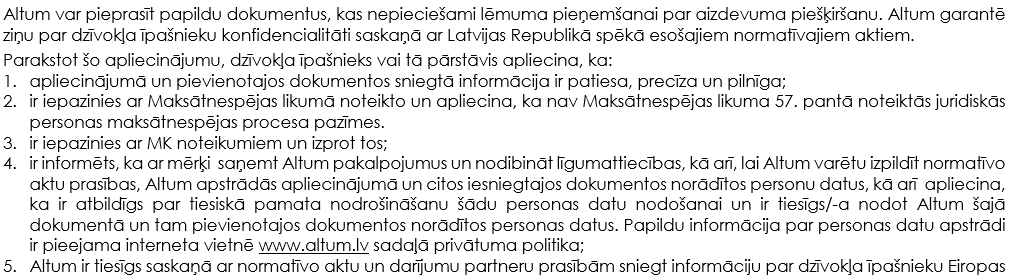 Altum var pieprasīt papildu dokumentus, kas nepieciešami lēmuma pieņemšanai par aizdevuma piešķiršanu. Altum garantē
ziņu par dzīvokļa īpašnieku konfidencialitāti saskaņā ar Latvijas Republikā spēkā esošajiem normatīvajiem aktiem.
Parakstot šo apliecinājumu, dzīvokļa īpašnieks vai tā pārstāvis apliecina, ka:
1. apliecinājumā un pievienotajos dokumentos sniegtā informācija ir patiesa, precīza un pilnīga;
2. ir iepazinies ar Maksātnespējas likumā noteikto un apliecina, ka nav Maksātnespējas likuma 57. pantā noteiktās juridiskās
personas maksātnespējas procesa pazīmes.
3. ir iepazinies ar MK noteikumiem un izprot tos;
4. ir informēts, ka ar mērķi saņemt Altum pakalpojumus un nodibināt līgumattiecības, kā arī, lai Altum varētu izpildīt normatīvo
aktu prasības, Altum apstrādās apliecinājumā un citos iesniegtajos dokumentos norādītos personu datus, kā arī apliecina,
ka ir atbildīgs par tiesiskā pamata nodrošināšanu šādu personas datu nodošanai un ir tiesīgs/-a nodot Altum šajā
dokumentā un tam pievienotajos dokumentos norādītos personas datus. Papildu informācija par personas datu apstrādi
ir pieejama interneta vietnē www.altum.lv sadaļā privātuma politika;
5. Altum ir tiesīgs saskaņā ar normatīvo aktu un darījumu partneru prasībām sniegt informāciju par dzīvokļa īpašnieku Eiropas